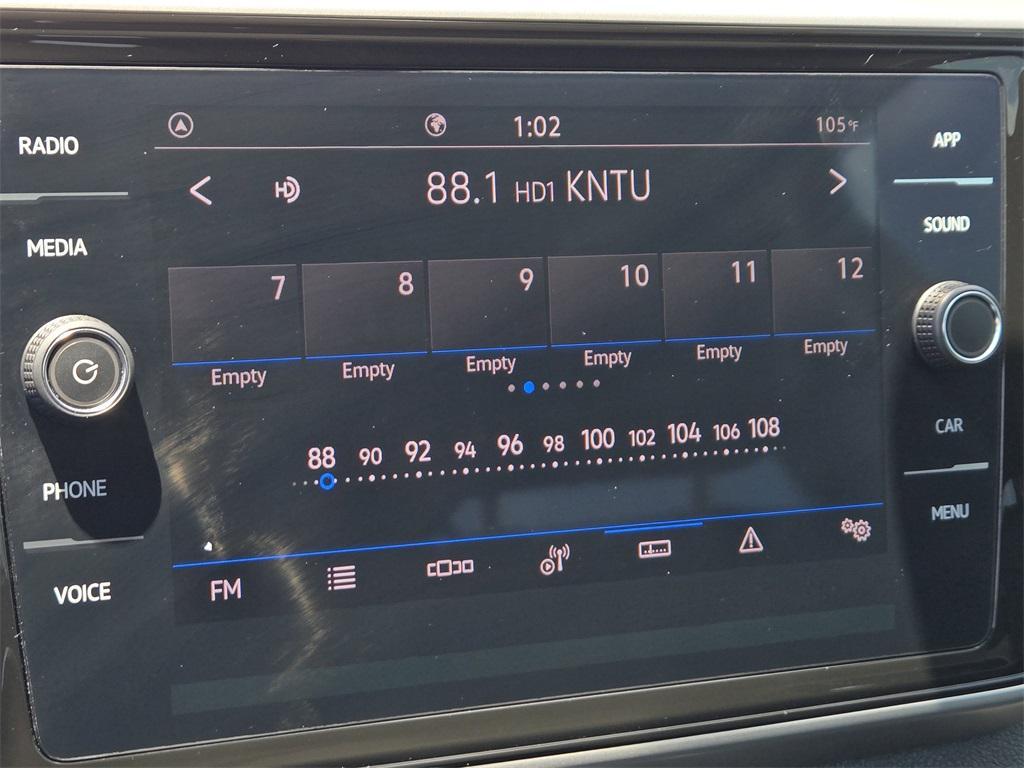 RADIO
MEDIA
PHONE
VOICE
1:02
105°F
88.1 HD1 KNTU
7 8 9 10 11 12
Empty Empty Empty Empty Empty Empty
88 90 92 94 96 98 100 102 104 106 108
FM
APP
SOUND
CAR
MENU